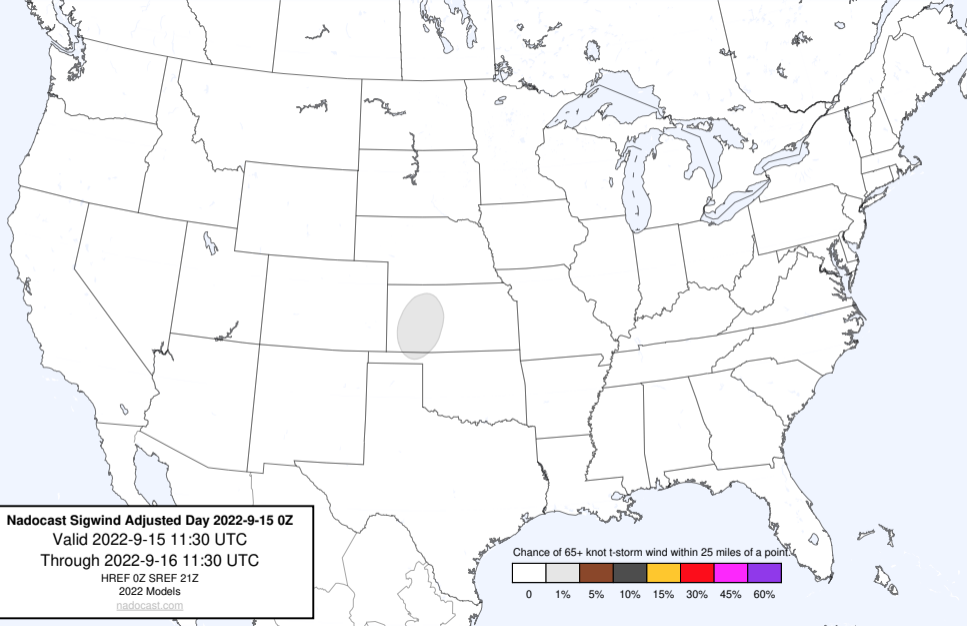 Nadocast Sigwind Adjusted Day 2022-9-15 0Z
Valid 2022-9-15 11:30 UTC
Through 2022-9-16 11:30 UTC
HREF 0Z SREF 21Z
2022 Models
nadocast.com
Chance of 65+ knot t-storm wind within 25 miles of a point.
0 1% 5% 10% 15% 30% 45% 60%